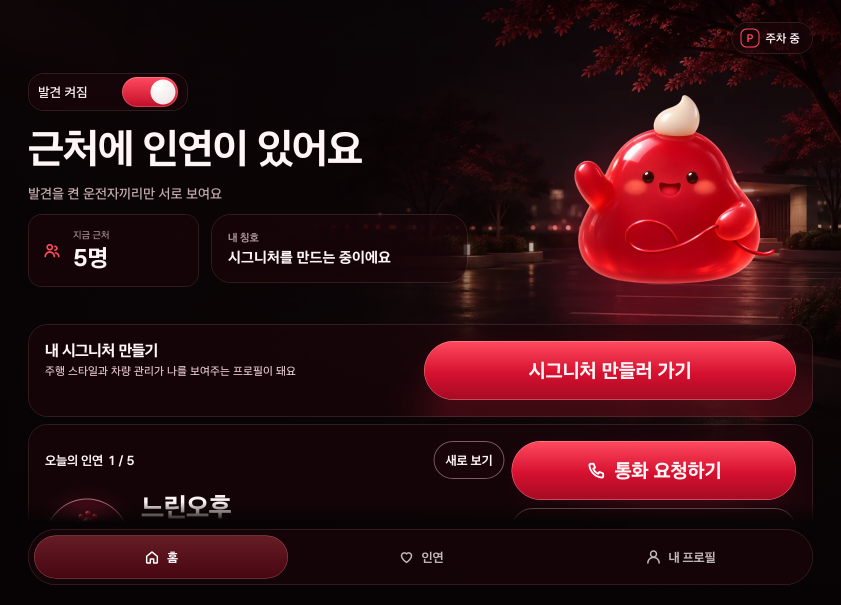 P 주차 중
발견 켜짐
근처에 인연이 있어요
발견을 켠 운전자끼리만 서로 보여요
지금 근처
5명
내 칭호
시그니처를 만드는 중이에요
내 시그니처 만들기
주행 스타일과 차량 관리가 나를 보여주는 프로필이 돼요
시그니처 만들러 가기
오늘의 인연 1 / 5
새로 보기
통화 요청하기
느린오후
홈
인연
내 프로필